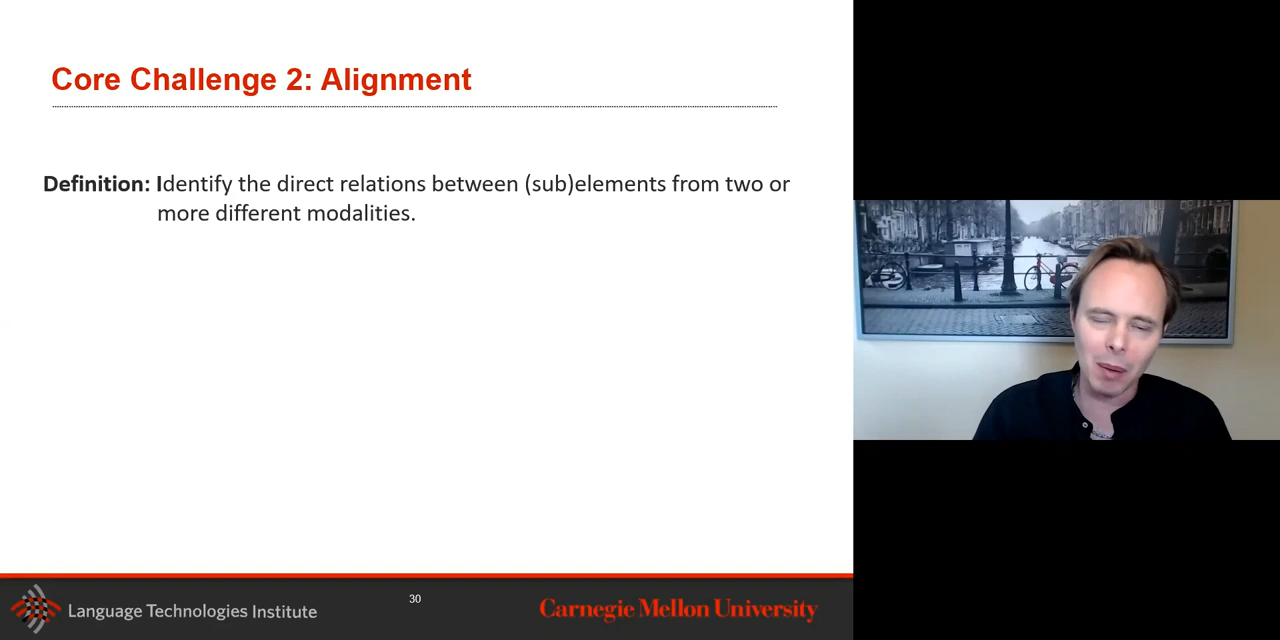 Core Challenge 2: Alignment
Definition: Identify the direct relations between (sub)elements from two or
more different modalities.
Language Technologies Institute
30
Carnegie Mellon University